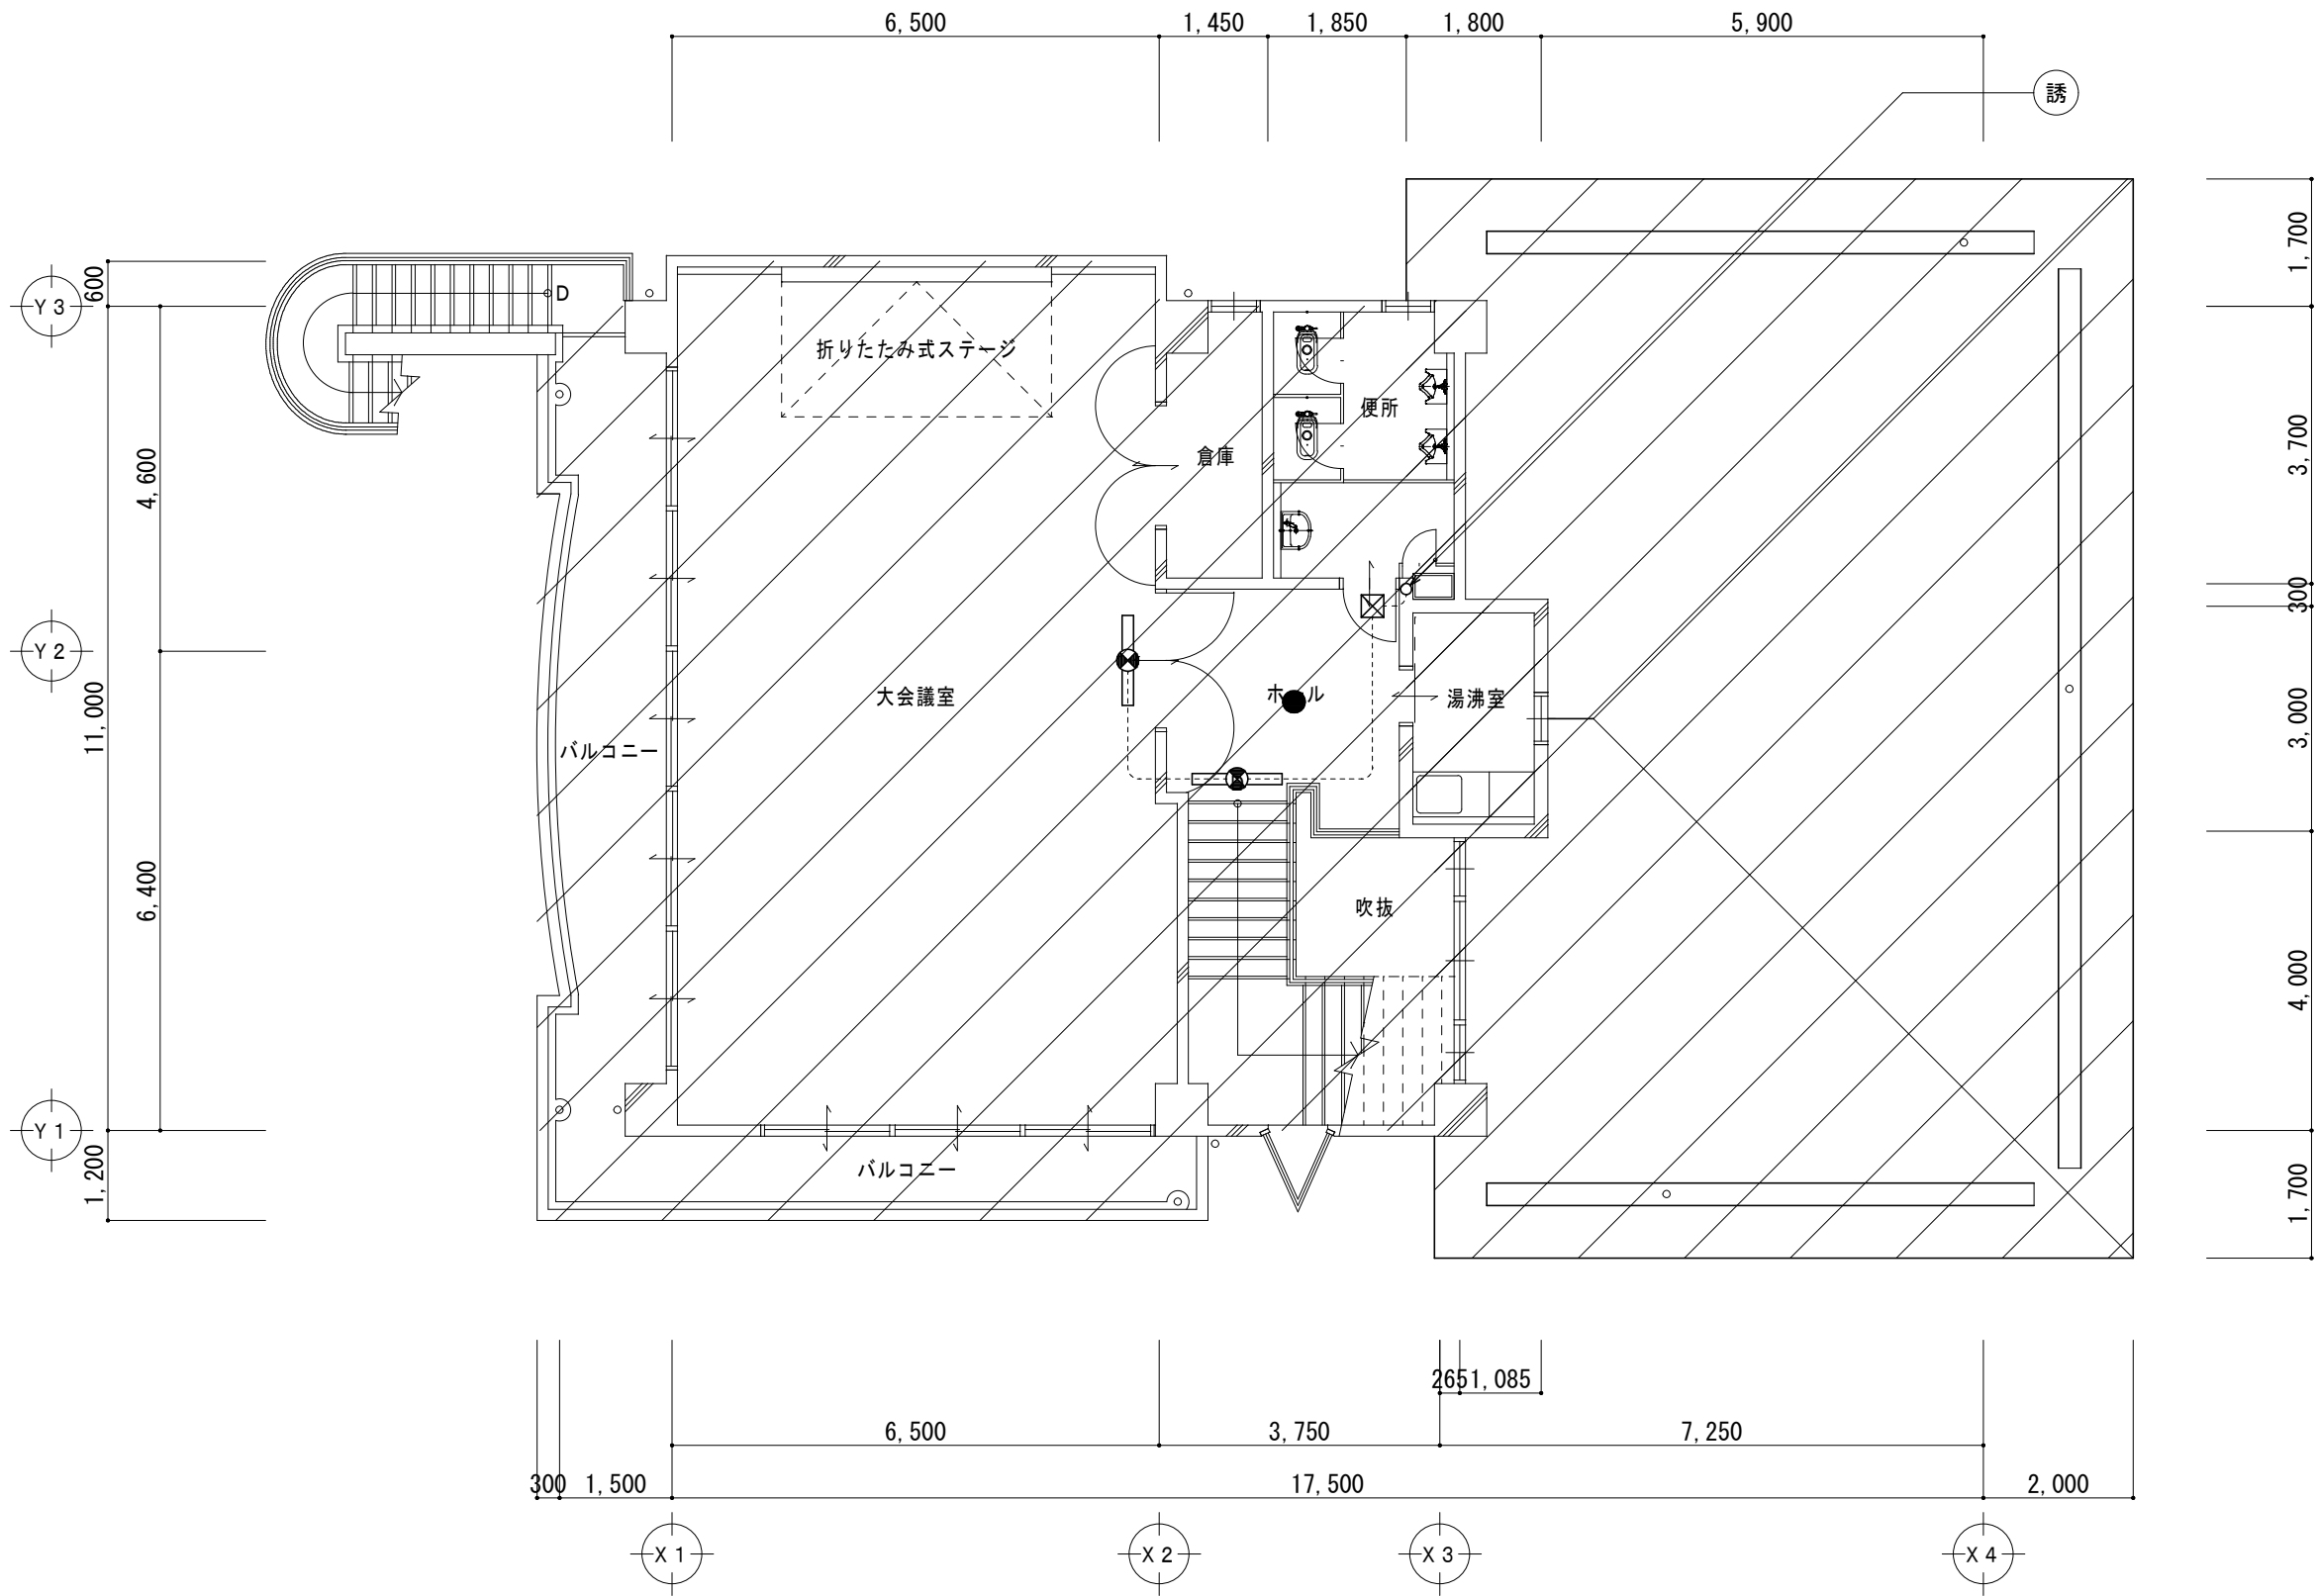 6,500 1,450 1,850 1,800 5,900
誘
Y3
Y2
Y1
600
11,000
1,200
4,600
6,400
1,700
3,700
300
3,000
4,000
1,700
D
折りたたみ式ステージ
便所
倉庫
大会議室
ホール
湯沸室
バルコニー
吹抜
バルコニー
265 1,085
6,500 3,750 7,250
300 1,500 17,500 2,000
X1 X2 X3 X4